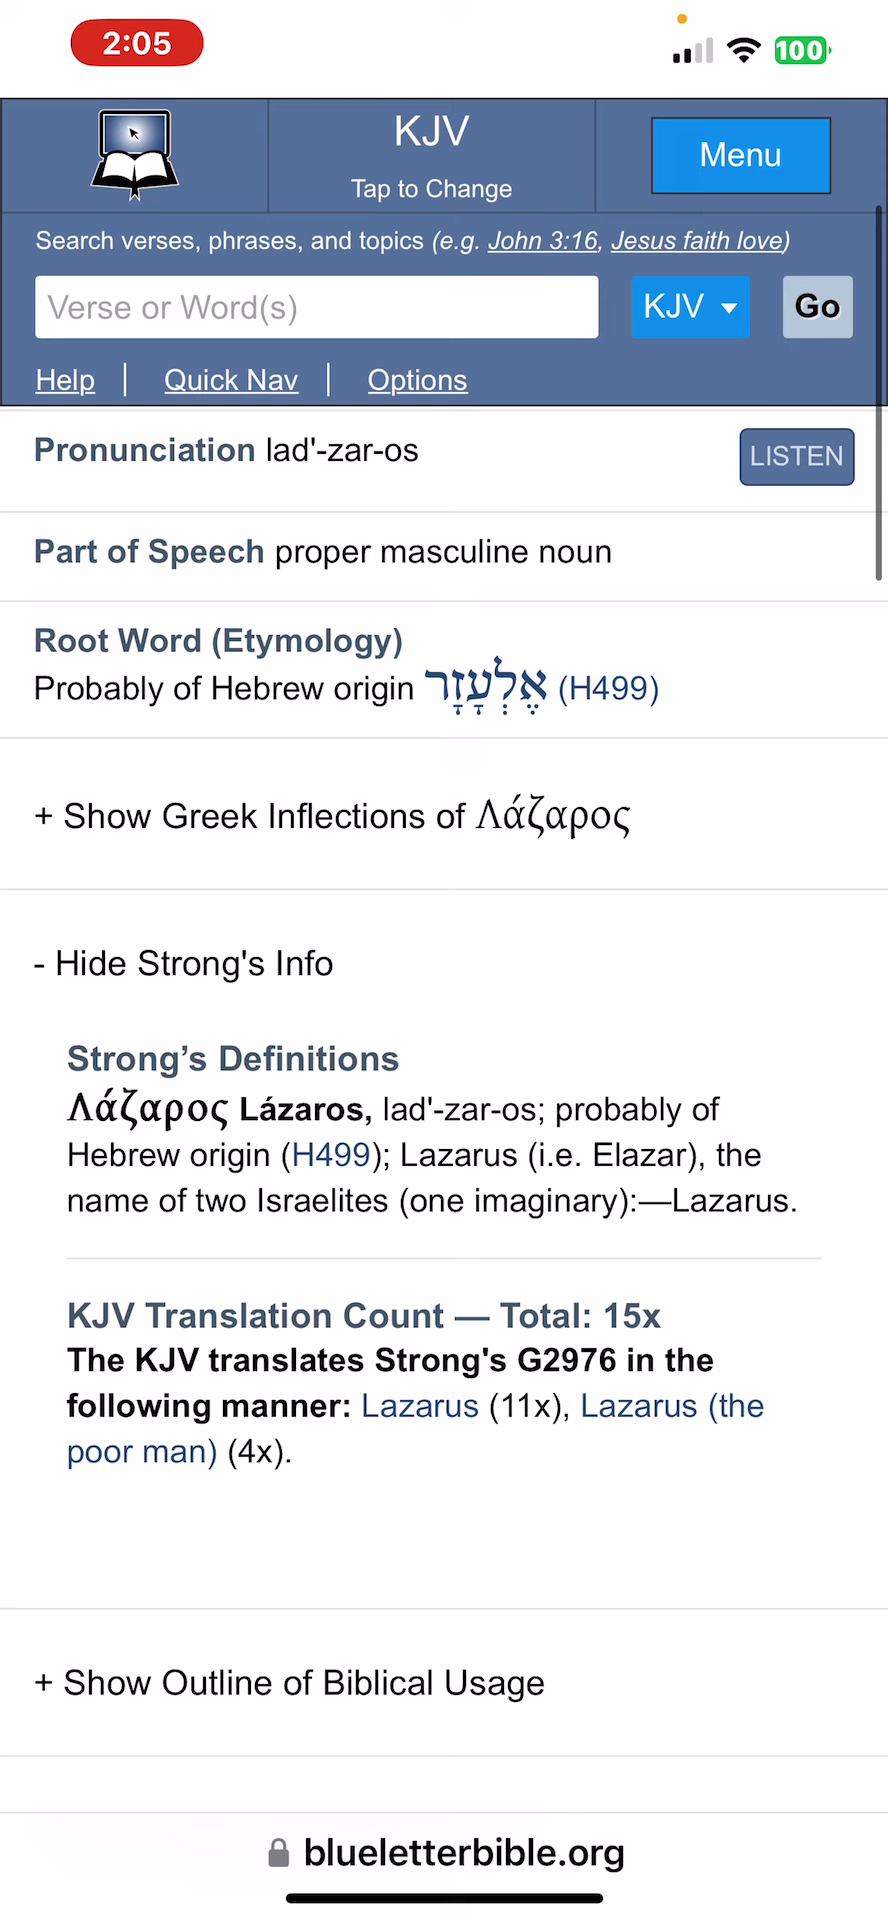 2:05
100
KJV
Tap to Change
Menu
Search verses, phrases, and topics (e.g. John 3:16, Jesus faith love)
Verse or Word(s)
KJV
Go
Help | Quick Nav | Options
Pronunciation lad'-zar-os
LISTEN
Part of Speech proper masculine noun
Root Word (Etymology)
Probably of Hebrew origin אֶלְעָזָר (H499)
+ Show Greek Inflections of Λάζαρος
- Hide Strong's Info
Strong’s Definitions
Λάζαρος Lázaros, lad'-zar-os; probably of
Hebrew origin (H499); Lazarus (i.e. Elazar), the
name of two Israelites (one imaginary):—Lazarus.
KJV Translation Count — Total: 15x
The KJV translates Strong's G2976 in the
following manner: Lazarus (11x), Lazarus (the
poor man) (4x).
+ Show Outline of Biblical Usage
blueletterbible.org